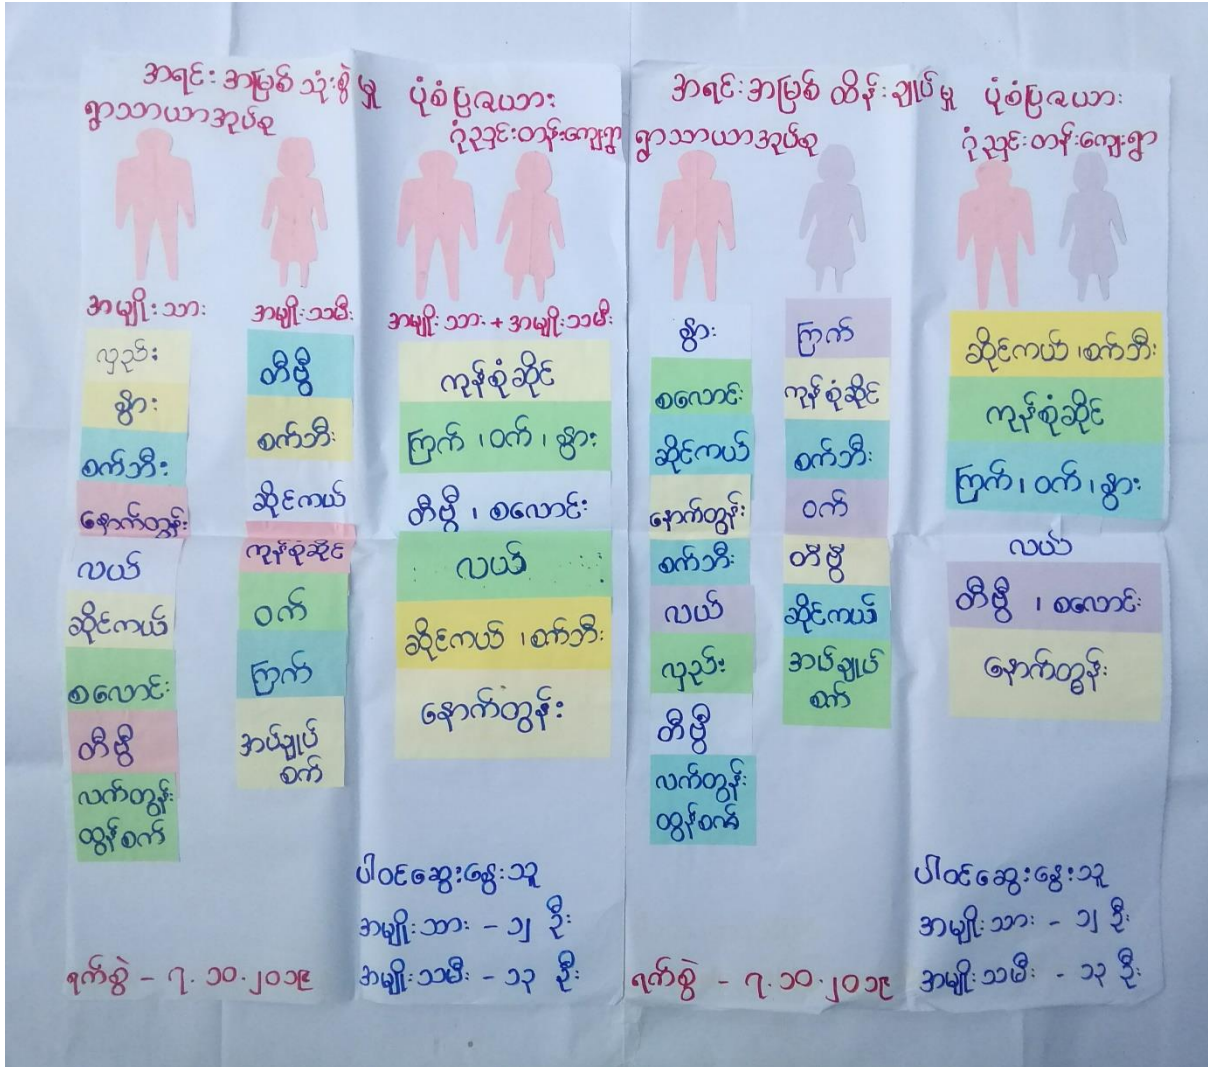 အရင်းအမြစ်သုံးစွဲမှု ပုံစံပြဇယား
ရွာသာယာအုပ်စု
ဂုံညှင်းတန်းကျေးရွာ
အမျိုးသား
လှည်း
နွား
စက်ဘီး
နောက်တွန်း
လယ်
ဆိုင်ကယ်
စလောင်း
တီဗွီ
လက်တွန်း
ထွန်စက်
အမျိုးသမီး
တီဗွီ
စက်ဘီး
ဆိုင်ကယ်
ကုန်စုံဆိုင်
ဝက်
ကြက်
အပ်ချုပ်
စက်
အမျိုးသား + အမျိုးသမီး
ကုန်စုံဆိုင်
ကြက်၊ ဝက်၊ နွား
တီဗွီ၊ စလောင်း
လယ်
ဆိုင်ကယ်၊ စက်ဘီး
နောက်တွန်း
ပါဝင်ဆွေးနွေးသူ
အမျိုးသား - ၁၂ ဦး
အမျိုးသမီး - ၁၃ ဦး
ရက်စွဲ - ၇.၁၀.၂၀၁၉
အရင်းအမြစ် ထိန်းချုပ်မှု ပုံစံပြဇယား
ရွာသာယာအုပ်စု
ဂုံညှင်းတန်းကျေးရွာ
နွား
စလောင်း
ဆိုင်ကယ်
နောက်တွန်း
စက်ဘီး
လယ်
လှည်း
တီဗွီ
လက်တွန်း
ထွန်စက်
ကြက်
ကုန်စုံဆိုင်
စက်ဘီး
ဝက်
တီဗွီ
ဆိုင်ကယ်
အပ်ချုပ်
စက်
ဆိုင်ကယ်၊ စက်ဘီး
ကုန်စုံဆိုင်
ကြက်၊ ဝက်၊ နွား
လယ်
တီဗွီ၊ စလောင်း
နောက်တွန်း
ပါဝင်ဆွေးနွေးသူ
အမျိုးသား - ၁၂ ဦး
အမျိုးသမီး - ၁၃ ဦး
ရက်စွဲ - ၇.၁၀.၂၀၁၉